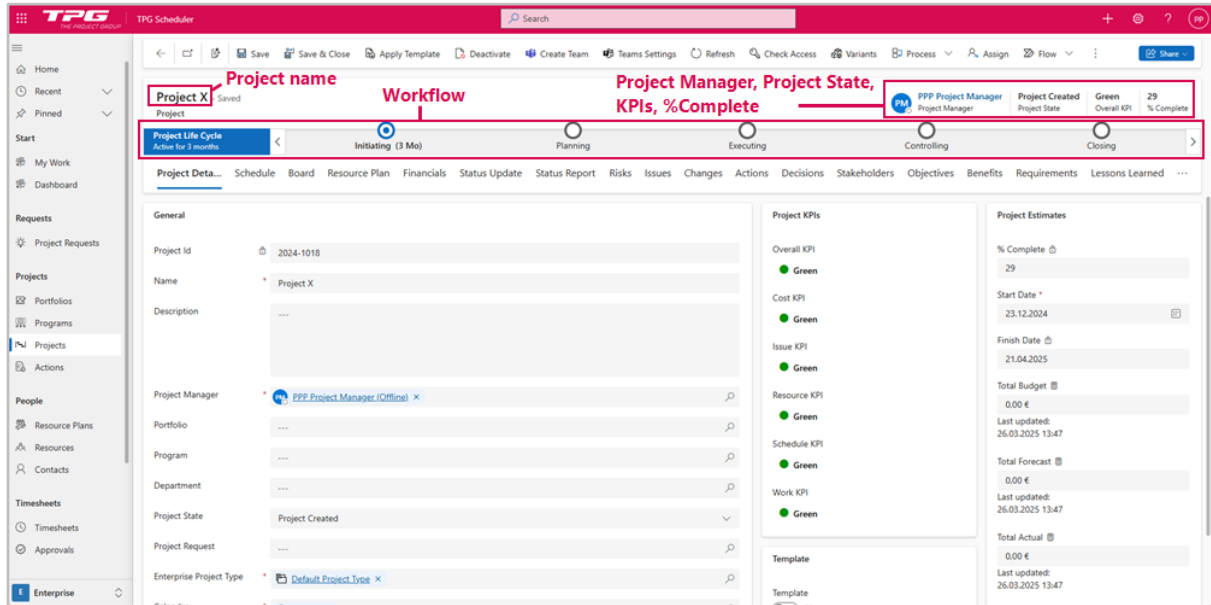 TPG
THE PROJECT GROUP
TPG Scheduler
Search
PP
Save
Save & Close
Apply Template
Deactivate
Create Team
Teams Settings
Refresh
Check Access
Variants
Process
Assign
Flow
Share
Home
Recent
Pinned
Start
My Work
Dashboard
Requests
Project Requests
Projects
Portfolios
Programs
Projects
Actions
People
Resource Plans
Resources
Contacts
Timesheets
Timesheets
Approvals
E Enterprise
Project name
Workflow
Project Manager, Project State,
KPIs, %Complete
Project X - Saved
Project
PM
PPP Project Manager
Project Manager
Project Created
Project State
Green
Overall KPI
29
% Complete
Project Life Cycle
Active for 3 months
Initiating (3 Mo)
Planning
Executing
Controlling
Closing
Project Deta...
Schedule
Board
Resource Plan
Financials
Status Update
Status Report
Risks
Issues
Changes
Actions
Decisions
Stakeholders
Objectives
Benefits
Requirements
Lessons Learned
...
General
Project Id
2024-1018
Name *
Project X
Description
---
Project Manager *
PM PPP Project Manager (Offline) ×
Portfolio
---
Program
---
Department
---
Project State
Project Created
Project Request
---
Enterprise Project Type *
Default Project Type ×
Project KPIs
Overall KPI
Green
Cost KPI
Green
Issue KPI
Green
Resource KPI
Green
Schedule KPI
Green
Work KPI
Green
Template
Template
Project Estimates
% Complete
29
Start Date *
23.12.2024
Finish Date
21.04.2025
Total Budget
0,00 €
Last updated:
26.03.2025 13:47
Total Forecast
0,00 €
Last updated:
26.03.2025 13:47
Total Actual
0,00 €
Last updated:
26.03.2025 13:47